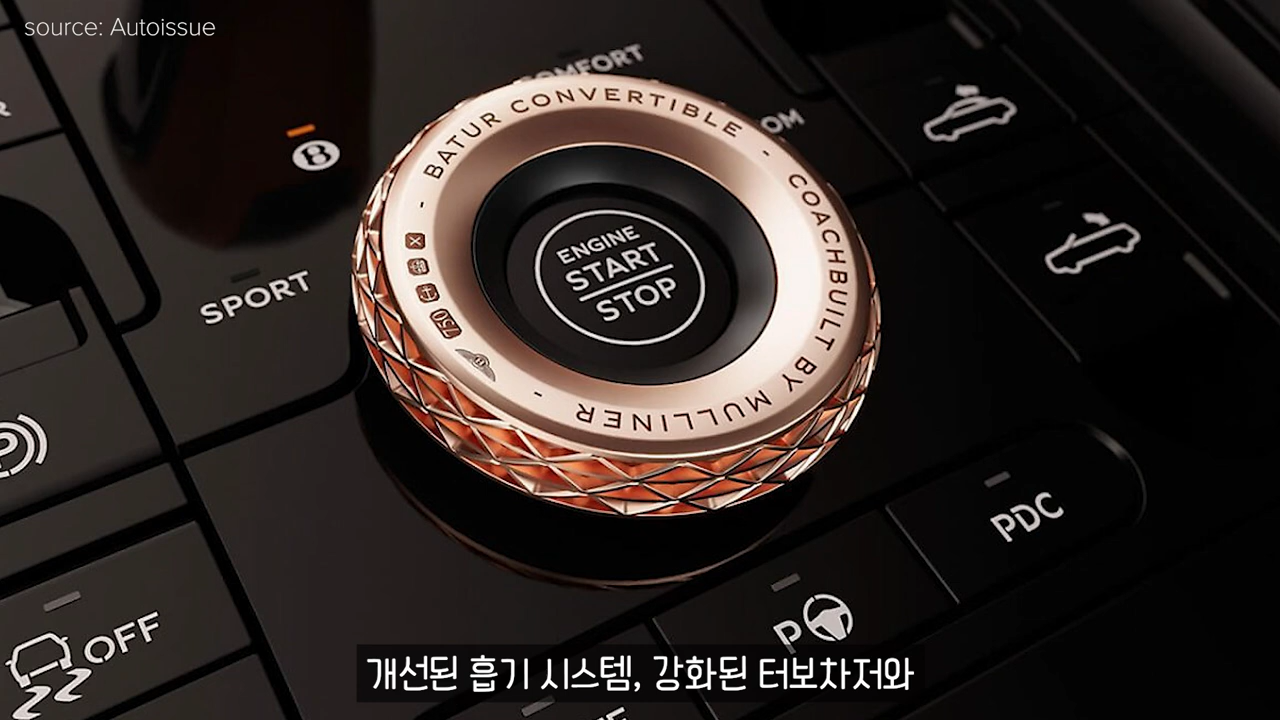 source: Autoissue
COMFORT
BATUR CONVERTIBLE - COACHBUILT BY MULLINER -
B
ENGINE
START
STOP
750
SPORT
PDC
P
OFF
개선된 흡기 시스템, 강화된 터보차저와